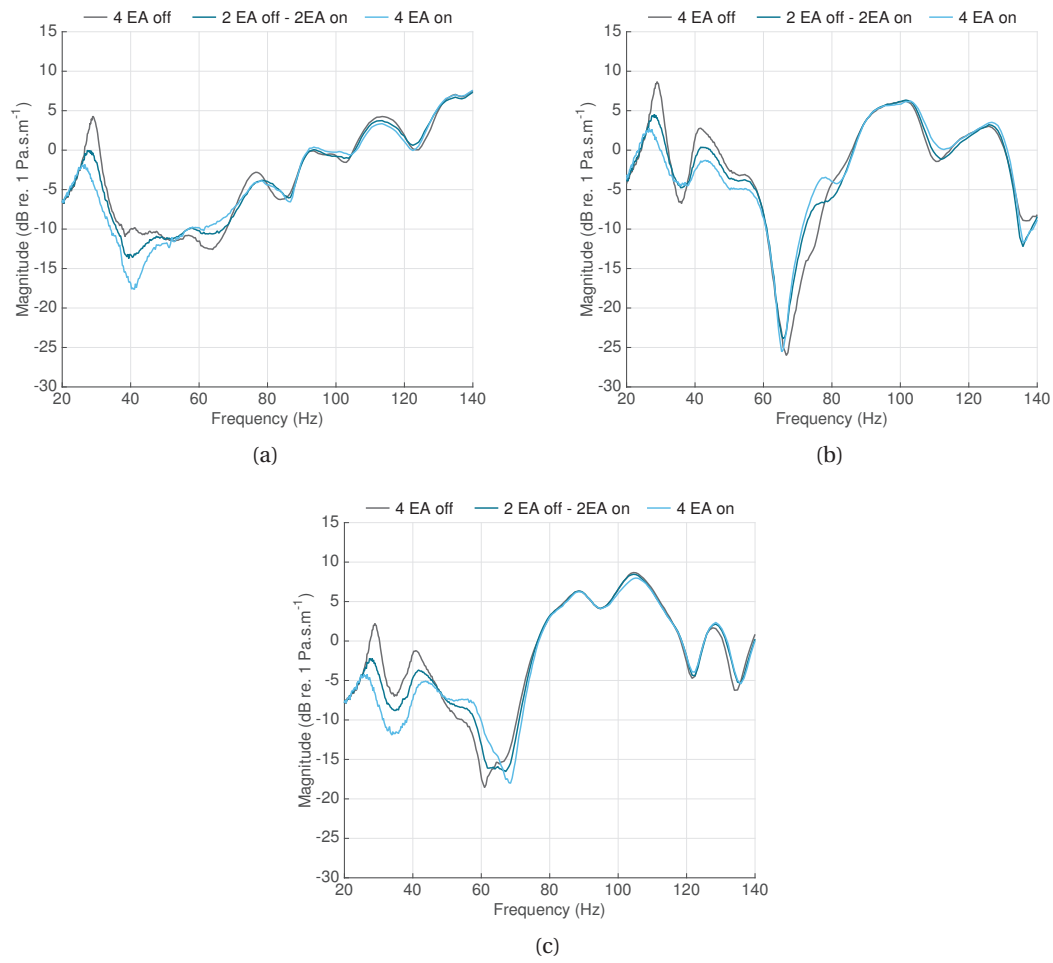 4 EA off 2 EA off - 2EA on 4 EA on
Magnitude (dB re. 1 Pa.s.m-1)
15
10
5
0
-5
-10
-15
-20
-25
-30
20 40 60 80 100 120 140
Frequency (Hz)
(a)
4 EA off 2 EA off - 2EA on 4 EA on
Magnitude (dB re. 1 Pa.s.m-1)
15
10
5
0
-5
-10
-15
-20
-25
-30
20 40 60 80 100 120 140
Frequency (Hz)
(b)
4 EA off 2 EA off - 2EA on 4 EA on
Magnitude (dB re. 1 Pa.s.m-1)
15
10
5
0
-5
-10
-15
-20
-25
-30
20 40 60 80 100 120 140
Frequency (Hz)
(c)